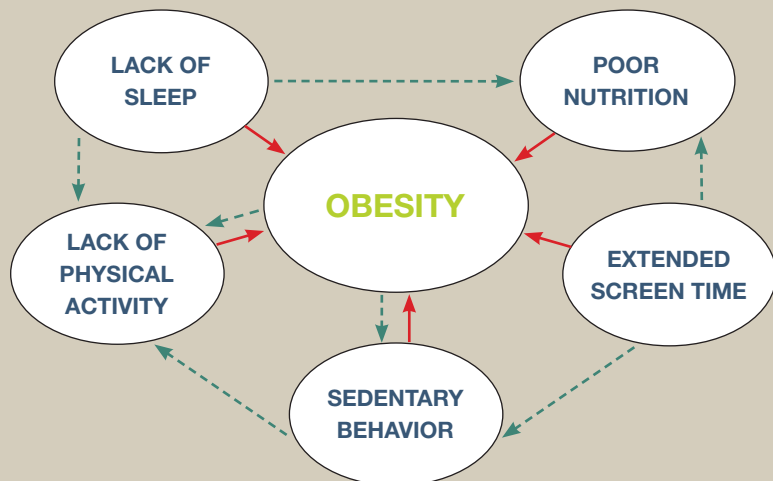 LACK OF
SLEEP
POOR
NUTRITION
OBESITY
LACK OF
PHYSICAL
ACTIVITY
EXTENDED
SCREEN TIME
SEDENTARY
BEHAVIOR